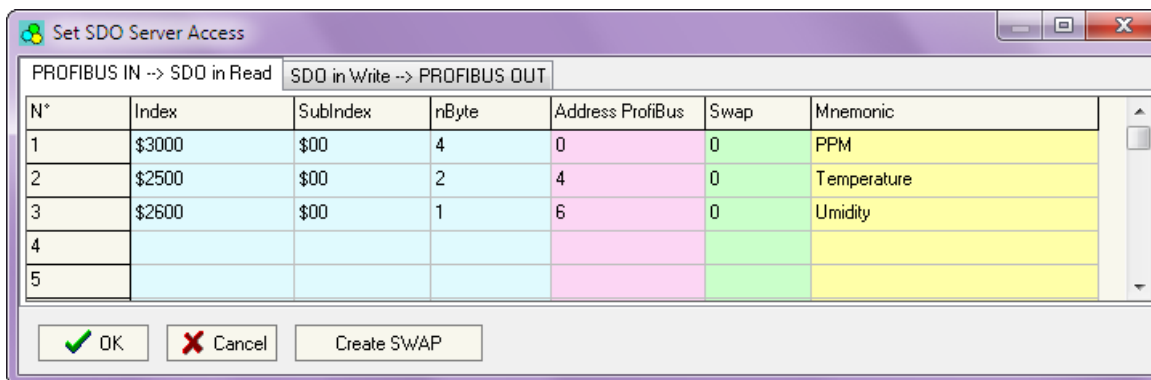 Set SDO Server Access
PROFIBUS IN --> SDO in Read SDO in Write --> PROFIBUS OUT
N° Index SubIndex nByte Address ProfiBus Swap Mnemonic
1 $3000 $00 4 0 0 PPM
2 $2500 $00 2 4 0 Temperature
3 $2600 $00 1 6 0 Umidity
4
5
OK Cancel Create SWAP